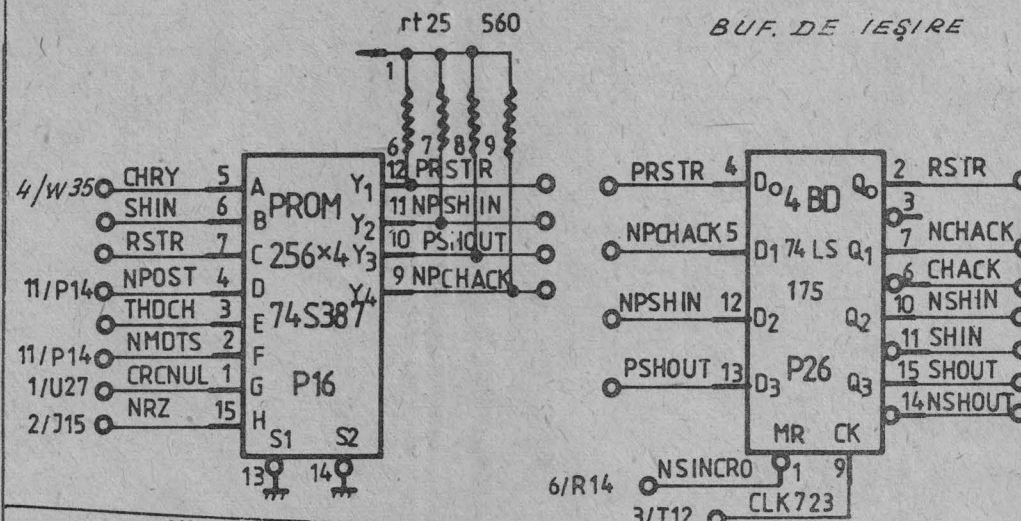 rt25 560
BUF. DE IEȘIRE
1
6 7 8 9
4/W35 CHRY 5 A PROM Y1 12 PRSTR
SHIN 6 B Y2 11 NPSHIN
RSTR 7 C 256×4 Y3 10 PSHOUT
11/P14 NPOST 4 D Y4 9 NPCHACK
THDCH 3 E 74S387
11/P14 NMDTS 2 F
1/U27 CRCNUL 1 G P16
2/J15 NRZ 15 H
S1 S2
13 14
PRSTR 4 D0 4 BD Q0 2 RSTR
3
NPCHACK 5 D1 74 LS Q1 7 NCHACK
175 6 CHACK
NPSHIN 12 D2 Q2 10 NSHIN
11 SHIN
PSHOUT 13 D3 P26 Q3 15 SHOUT
14 NSHOUT
MR CK
6/R14 NSINCRO 1 9
3/T12 CLK723